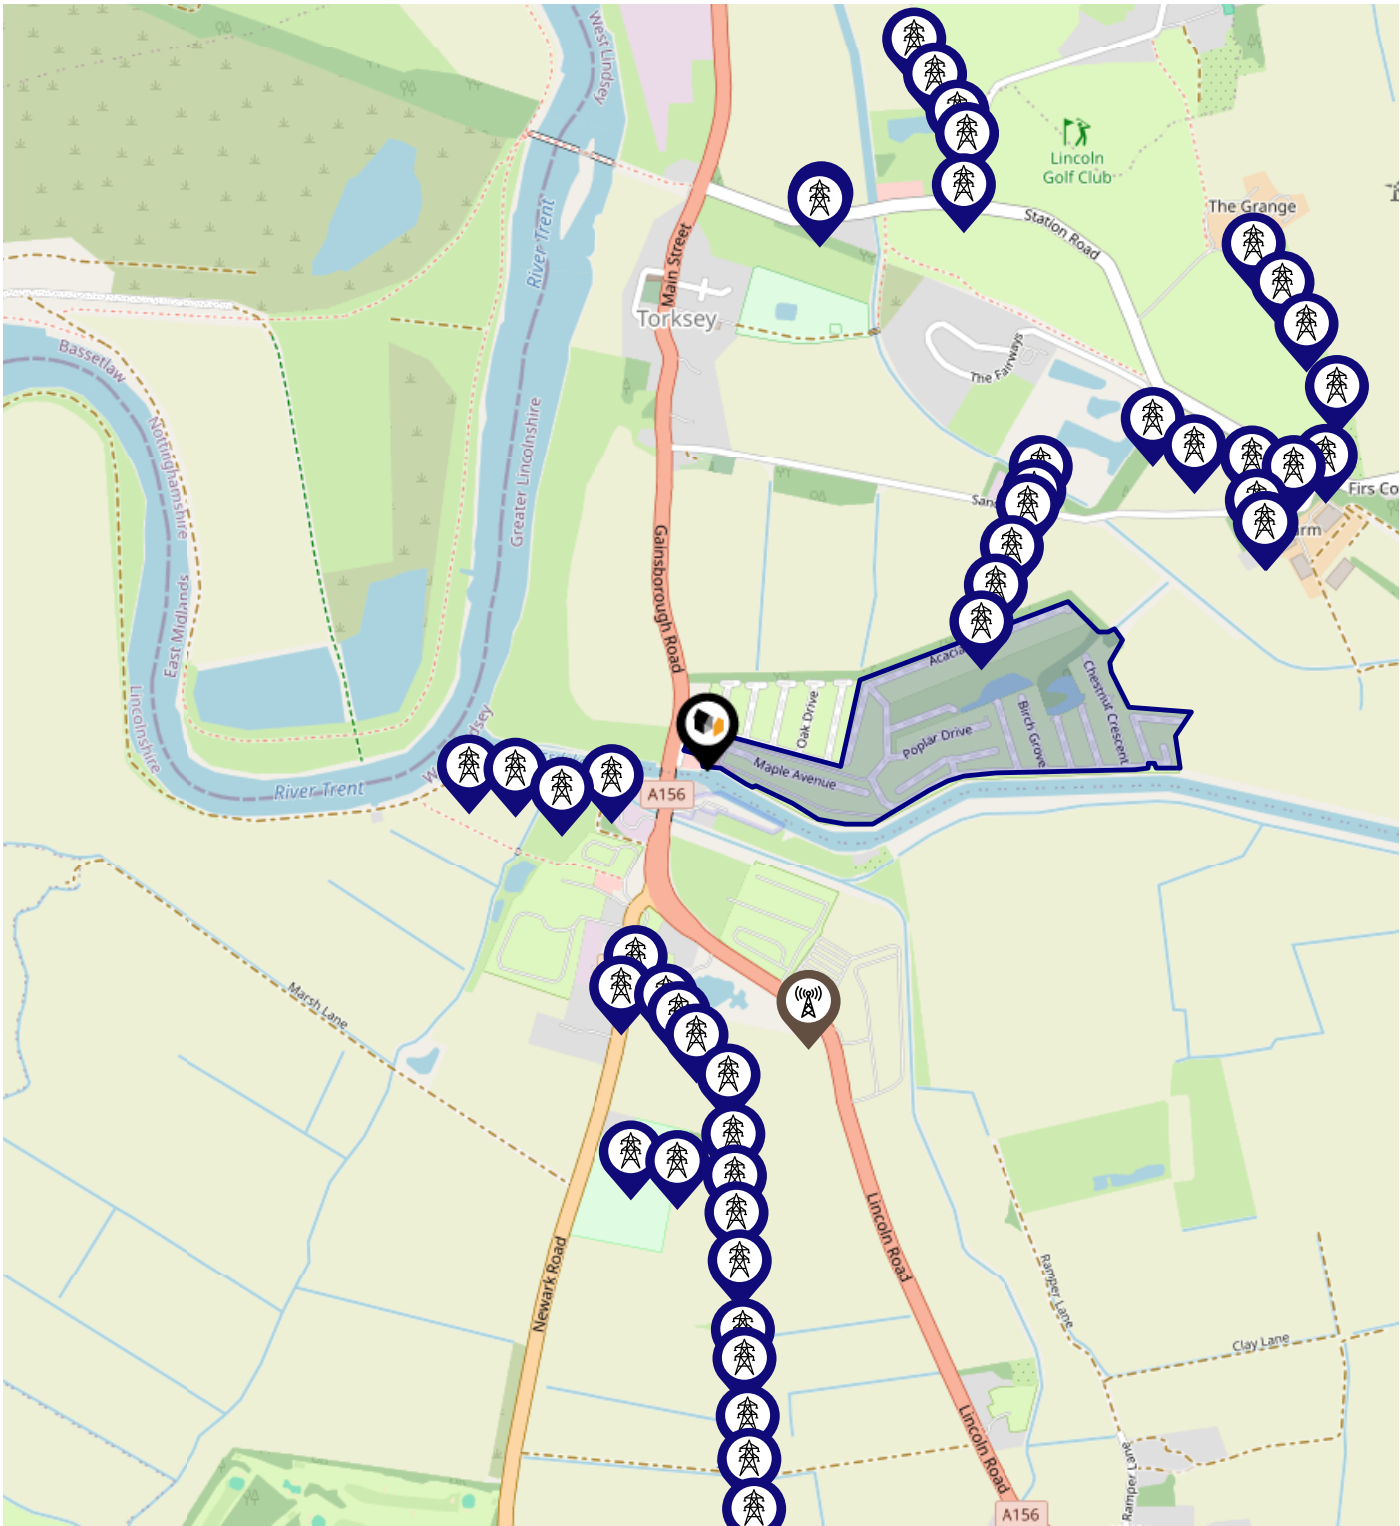 West Lindsey
Lincoln
Golf Club
The Grange
River Trent
Station Road
Main Street
Torksey
Bassetlaw
The Fairways
Nottinghamshire
Greater Lincolnshire
Firs Co
San
arm
Gainsborough Road
East Midlands
Acacia
Chestnut Crescent
Lincolnshire
Oak Drive
Birch Grove
Poplar Drive
Maple Avenue
River Trent
A156
Marsh Lane
Lincoln Road
Newark Road
Ramper Lane
Clay Lane
Lincoln Road
Ramper Lane
A156